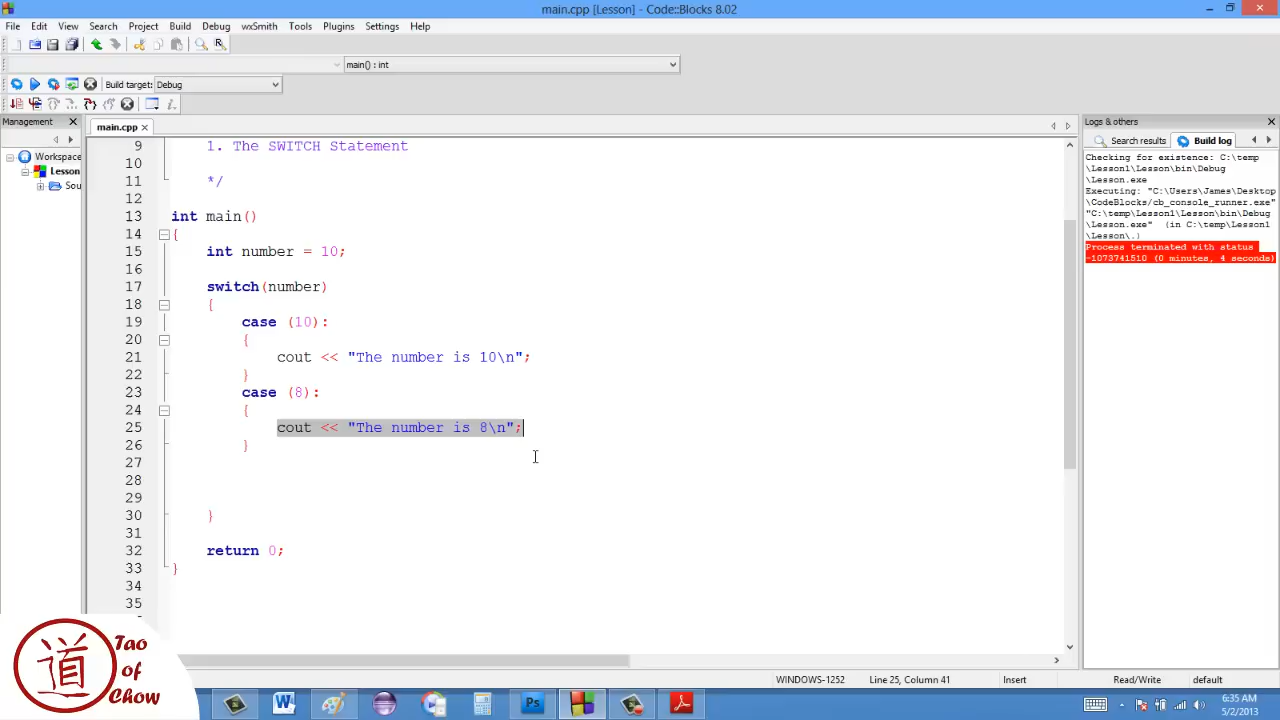 main.cpp [Lesson] - Code::Blocks 8.02
File Edit View Search Project Build Debug wxSmith Tools Plugins Settings Help
main() : int
Build target: Debug
Management
main.cpp
Logs & others
Workspace
Lesson
Sou
Search results
Build log
9 1. The SWITCH Statement
10
11 */
12
13 int main()
14 {
15 int number = 10;
16
17 switch(number)
18 {
19 case (10):
20 {
21 cout << "The number is 10\n";
22 }
23 case (8):
24 {
25 cout << "The number is 8\n";
26 }
27
28
29
30 }
31
32 return 0;
33 }
34
35
Checking for existence: C:\temp
\Lesson1\Lesson\bin\Debug
\Lesson.exe
Executing: "C:\Users\James\Desktop
\CodeBlocks/cb_console_runner.exe"
"C:\temp\Lesson1\Lesson\bin\Debug
\Lesson.exe" (in C:\temp\Lesson1
\Lesson\.)
Process terminated with status
-1073741510 (0 minutes, 4 seconds)
道
Tao
of
Chow
WINDOWS-1252 Line 25, Column 41 Insert Read/Write default
W
Ps
6:35 AM
5/2/2013